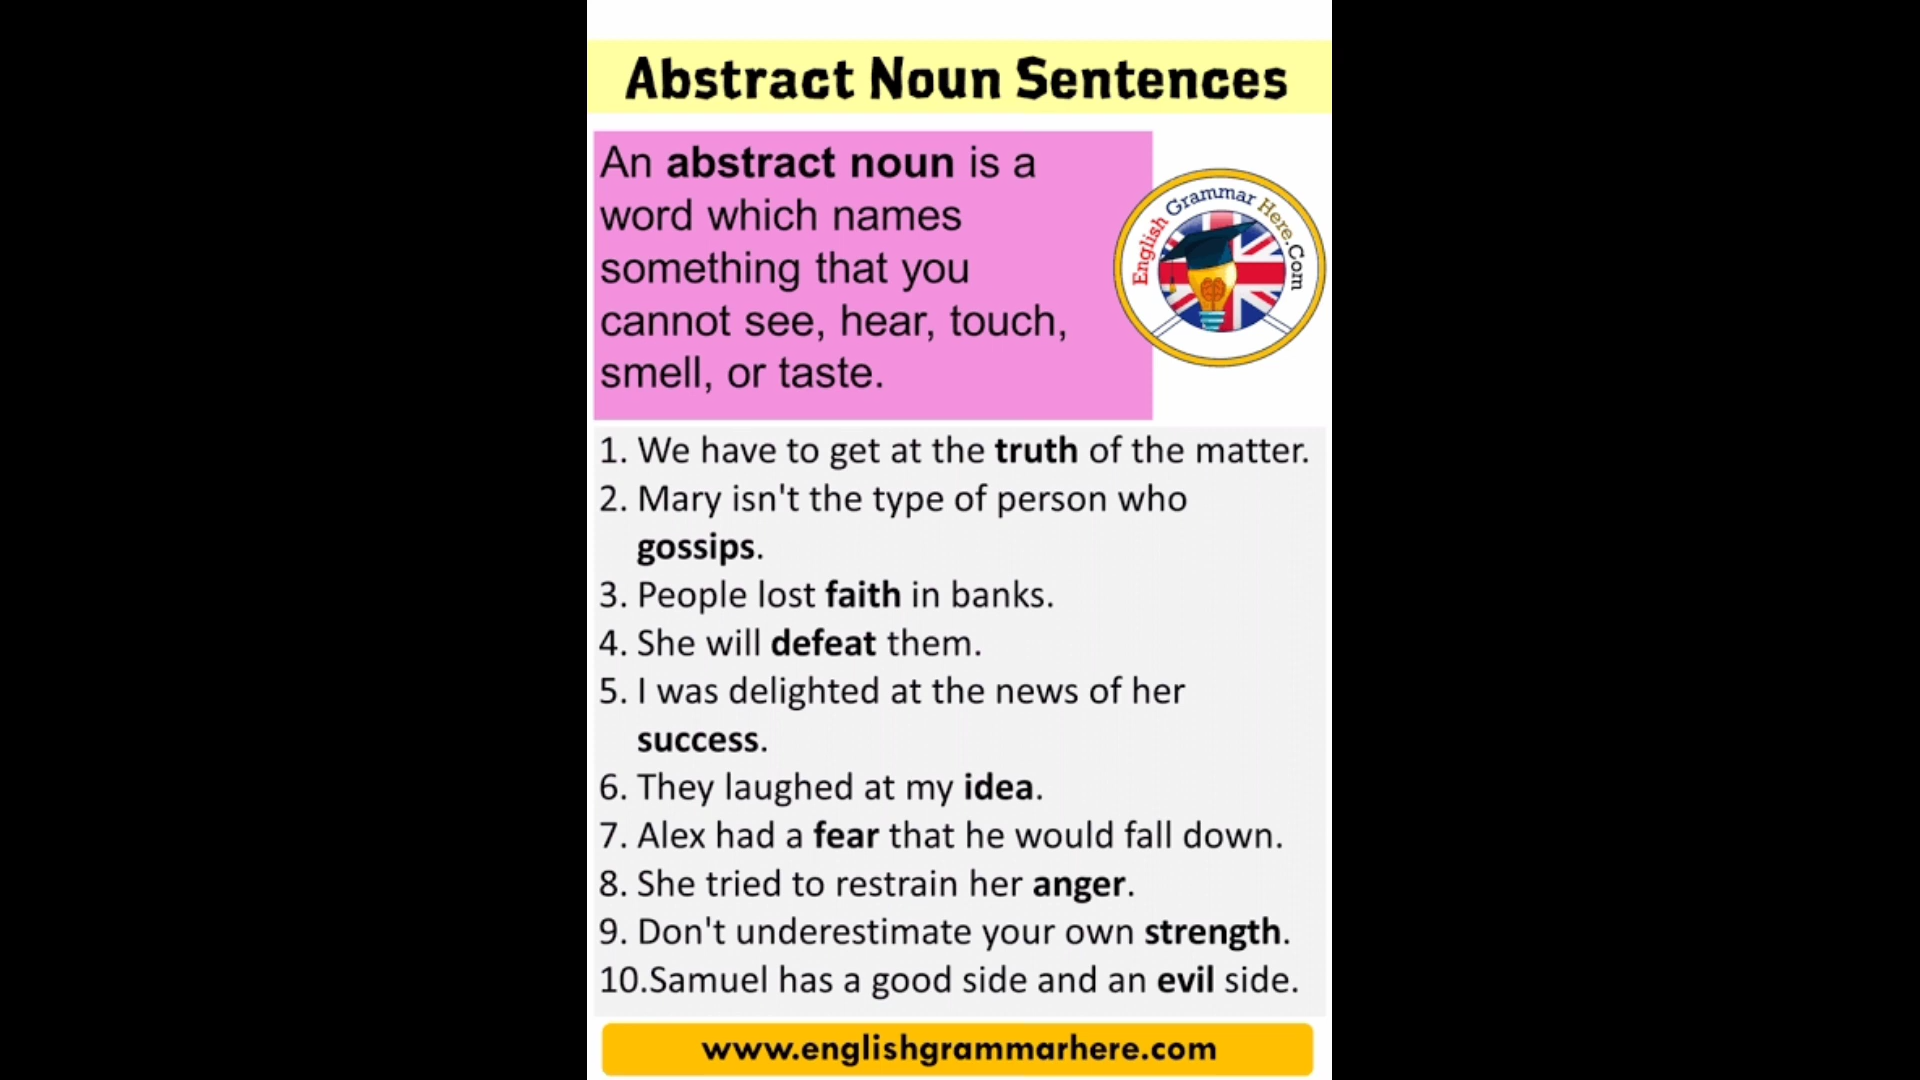 Abstract Noun Sentences
An abstract noun is a
word which names
something that you
cannot see, hear, touch,
smell, or taste.
English Grammar Here.Com
1. We have to get at the truth of the matter.
2. Mary isn't the type of person who
gossips.
3. People lost faith in banks.
4. She will defeat them.
5. I was delighted at the news of her
success.
6. They laughed at my idea.
7. Alex had a fear that he would fall down.
8. She tried to restrain her anger.
9. Don't underestimate your own strength.
10.Samuel has a good side and an evil side.
www.englishgrammarhere.com